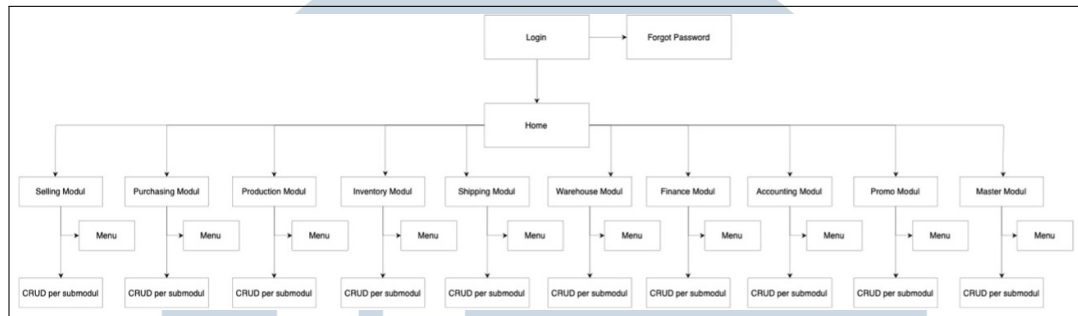 Login
Forgot Password
Home
Selling Modul
Purchasing Modul
Production Modul
Inventory Modul
Shipping Modul
Warehouse Modul
Finance Modul
Accounting Modul
Promo Modul
Master Modul
Menu
Menu
Menu
Menu
Menu
Menu
Menu
Menu
Menu
Menu
CRUD per submodul
CRUD per submodul
CRUD per submodul
CRUD per submodul
CRUD per submodul
CRUD per submodul
CRUD per submodul
CRUD per submodul
CRUD per submodul
CRUD per submodul